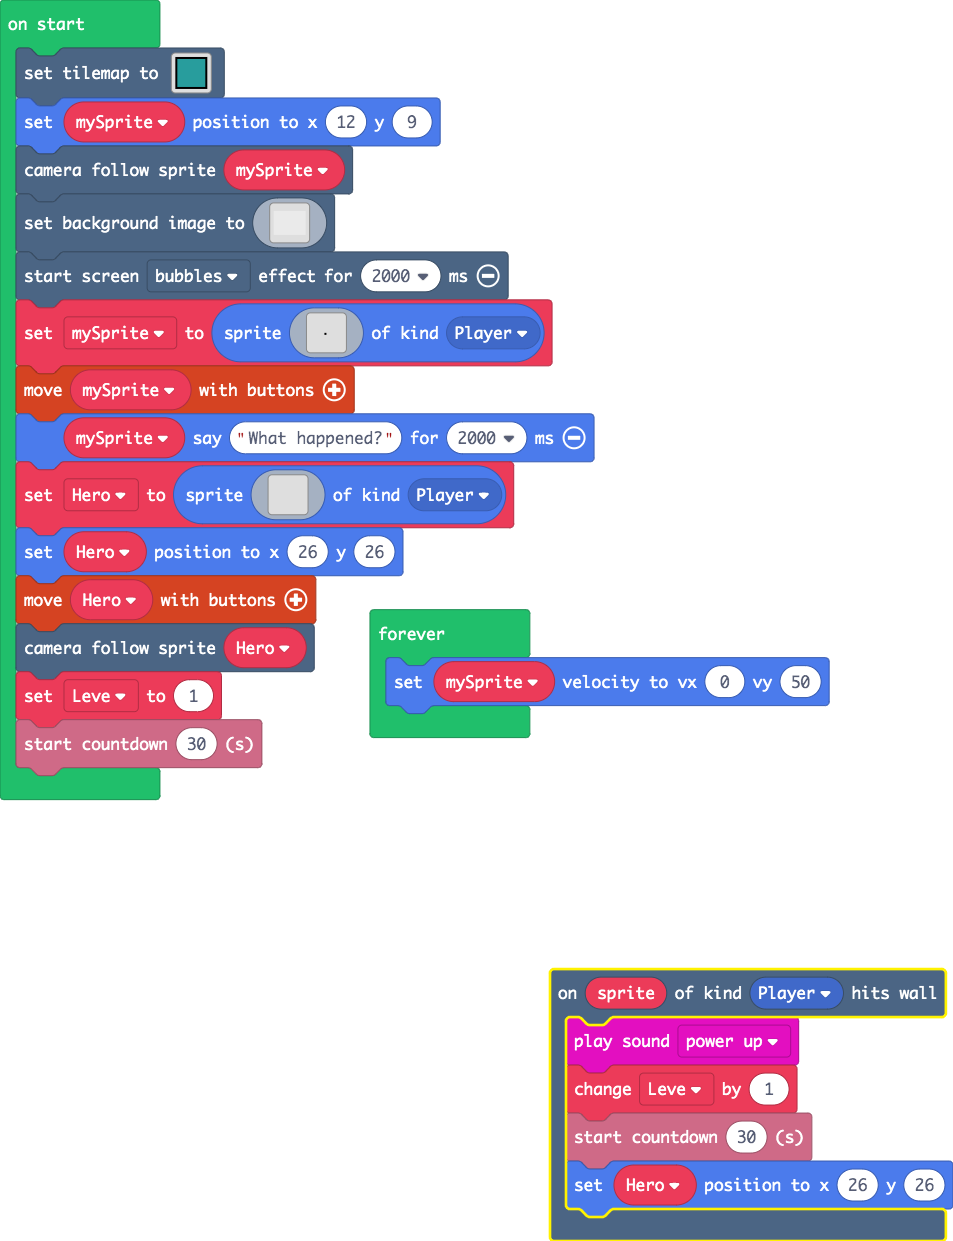 on start
set tilemap to
set mySprite position to x 12 y 9
camera follow sprite mySprite
set background image to
start screen bubbles effect for 2000 ms
set mySprite to sprite of kind Player
move mySprite with buttons
mySprite say "What happened?" for 2000 ms
set Hero to sprite of kind Player
set Hero position to x 26 y 26
move Hero with buttons
camera follow sprite Hero
set Leve to 1
start countdown 30 (s)
forever
set mySprite velocity to vx 0 vy 50
on sprite of kind Player hits wall
play sound power up
change Leve by 1
start countdown 30 (s)
set Hero position to x 26 y 26